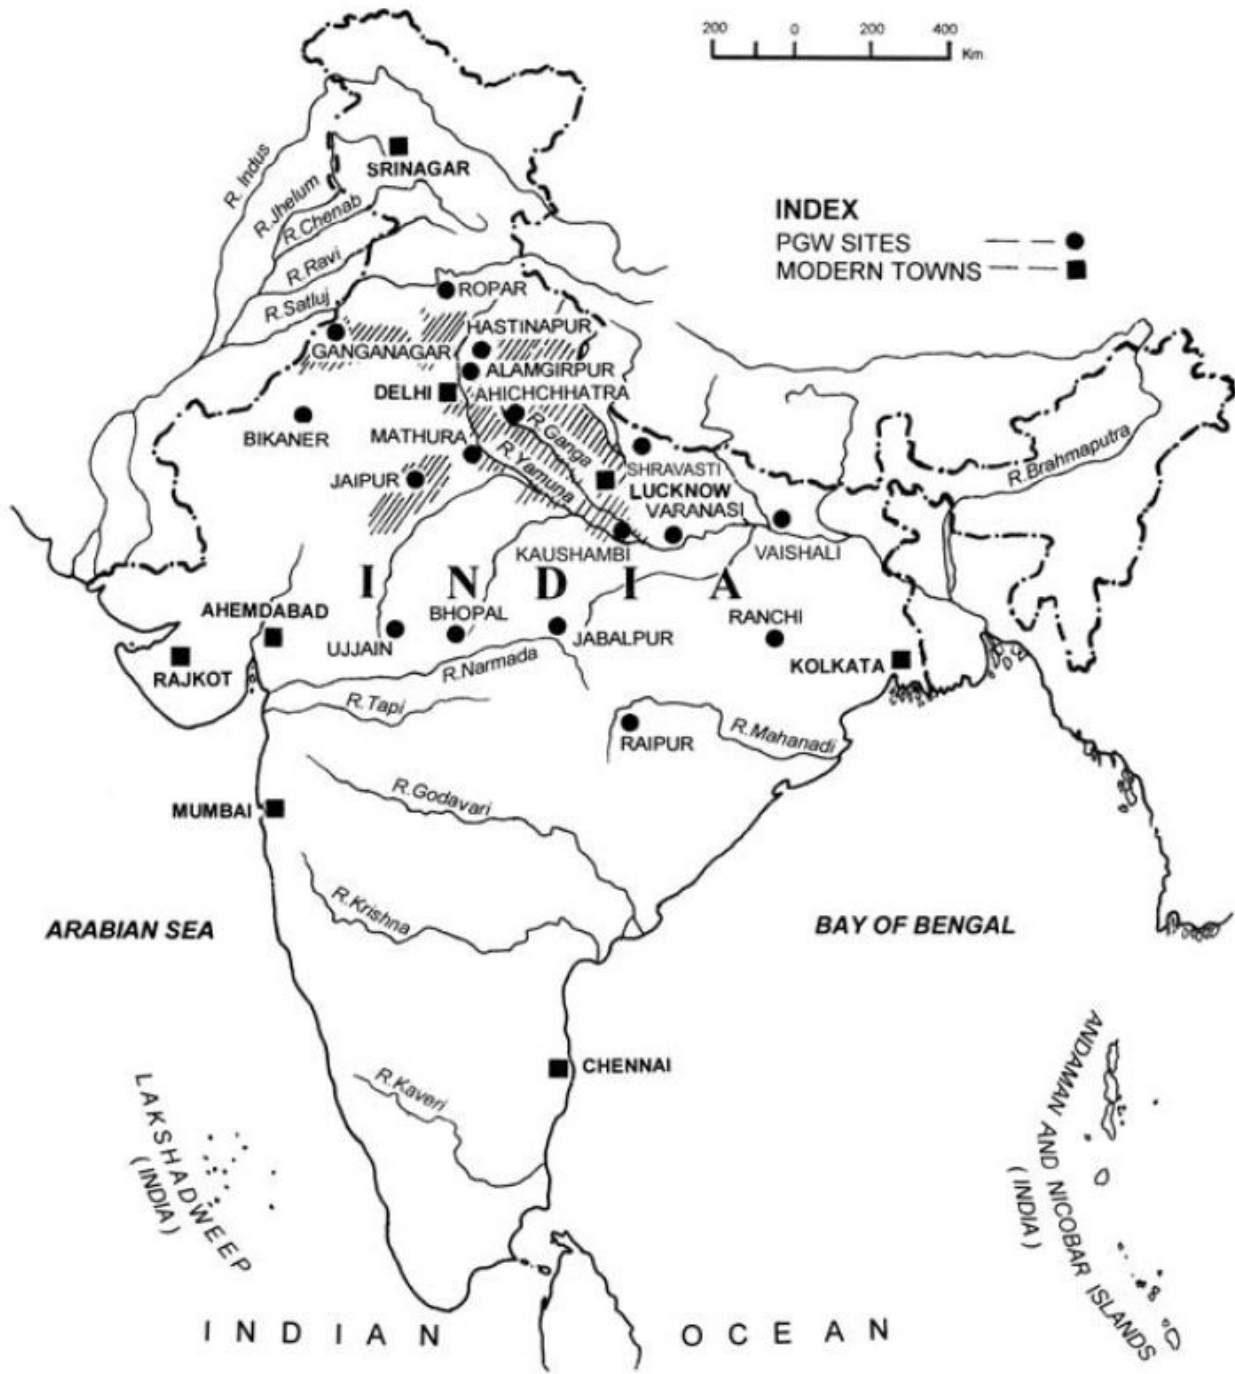 200 0 200 400
Km.
R. Indus
SRINAGAR
R.Jhelum
R.Chenab
INDEX
PGW SITES
MODERN TOWNS
R.Ravi
R.Satluj
ROPAR
HASTINAPUR
GANGANAGAR
ALAMGIRPUR
DELHI
AHICHCHHATRA
BIKANER
MATHURA
R.Ganga
R.Yamuna
R.Brahmaputra
JAIPUR
SHRAVASTI
LUCKNOW
VARANASI
KAUSHAMBI
VAISHALI
I N D I A
AHEMDABAD
BHOPAL
RANCHI
UJJAIN
JABALPUR
RAJKOT
KOLKATA
R.Narmada
R.Tapi
RAIPUR
R.Mahanadi
R.Godavari
MUMBAI
R.Krishna
ARABIAN SEA
BAY OF BENGAL
CHENNAI
R.Kaveri
LAKSHADWEEP
(INDIA)
ANDAMAN AND NICOBAR ISLANDS
(INDIA)
INDIAN OCEAN